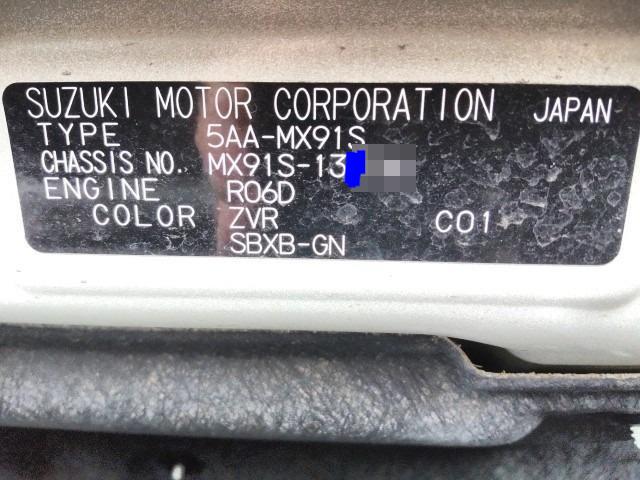 SUZUKI MOTOR CORPORATION JAPAN
TYPE 5AA-MX91S
CHASSIS NO. MX91S-13
ENGINE R06D
COLOR ZVR C01
SBXB-GN